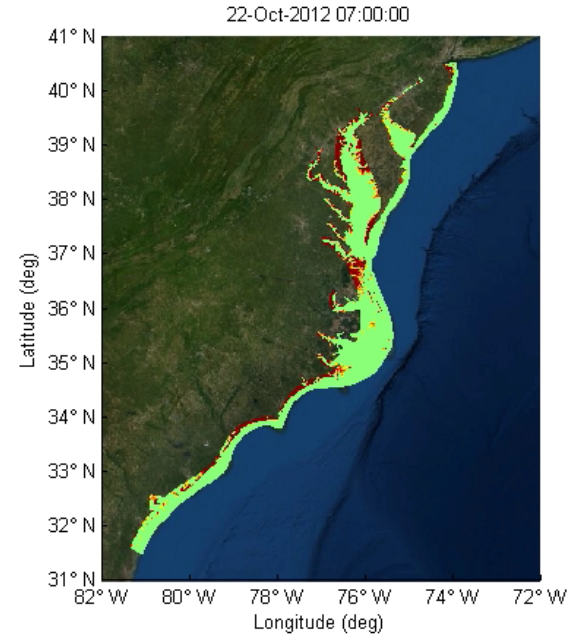 22-Oct-2012 07:00:00
41° N
40° N
39° N
38° N
37° N
36° N
35° N
34° N
33° N
32° N
31° N
Latitude (deg)
82° W 80° W 78° W 76° W 74° W 72° W
Longitude (deg)